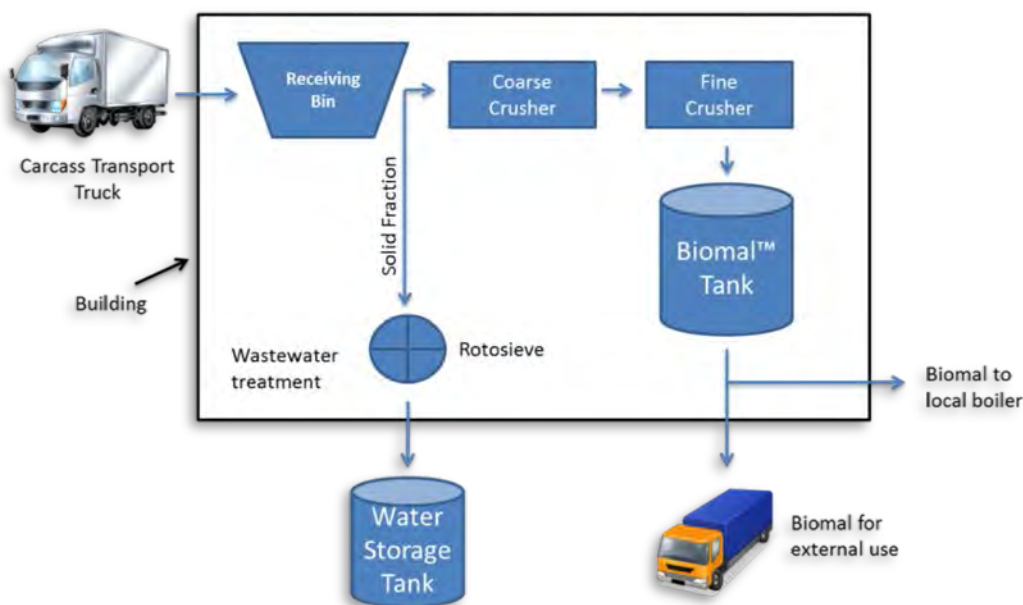 Receiving
Bin
Coarse
Crusher
Fine
Crusher
Carcass Transport
Truck
Solid Fraction
Biomal™
Tank
Building
Wastewater
treatment
Rotosieve
Biomal to
local boiler
Water
Storage
Tank
Biomal for
external use